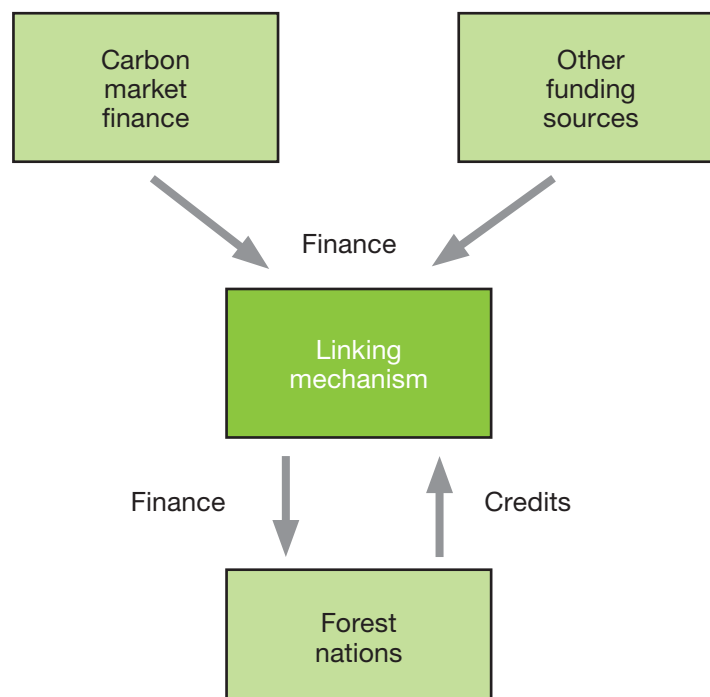 Carbon
market
finance
Other
funding
sources
Finance
Linking
mechanism
Finance
Credits
Forest
nations